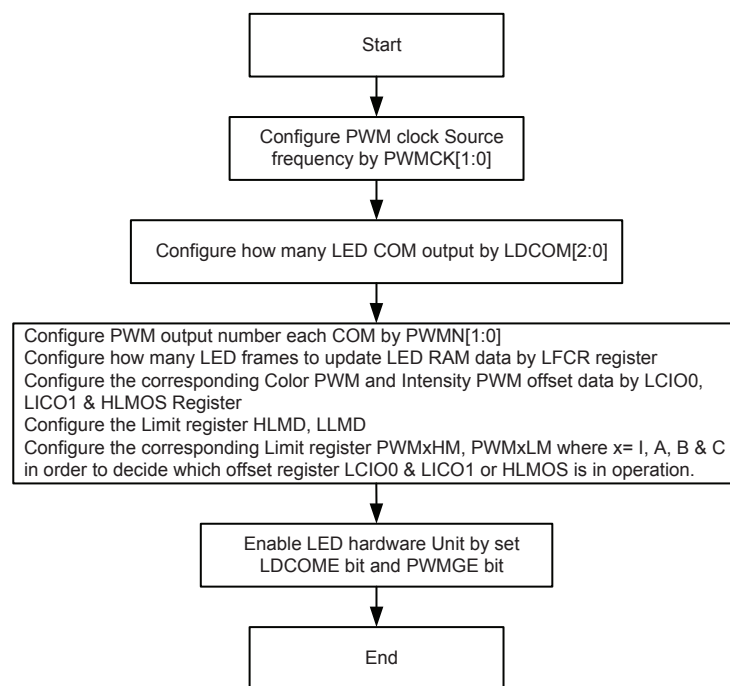 Start
Configure PWM clock Source
frequency by PWMCK[1:0]
Configure how many LED COM output by LDCOM[2:0]
Configure PWM output number each COM by PWMN[1:0]
Configure how many LED frames to update LED RAM data by LFCR register
Configure the corresponding Color PWM and Intensity PWM offset data by LCIO0,
LICO1 & HLMOS Register
Configure the Limit register HLMD, LLMD
Configure the corresponding Limit register PWMxHM, PWMxLM where x= I, A, B & C
in order to decide which offset register LCIO0 & LICO1 or HLMOS is in operation.
Enable LED hardware Unit by set
LDCOME bit and PWMGE bit
End